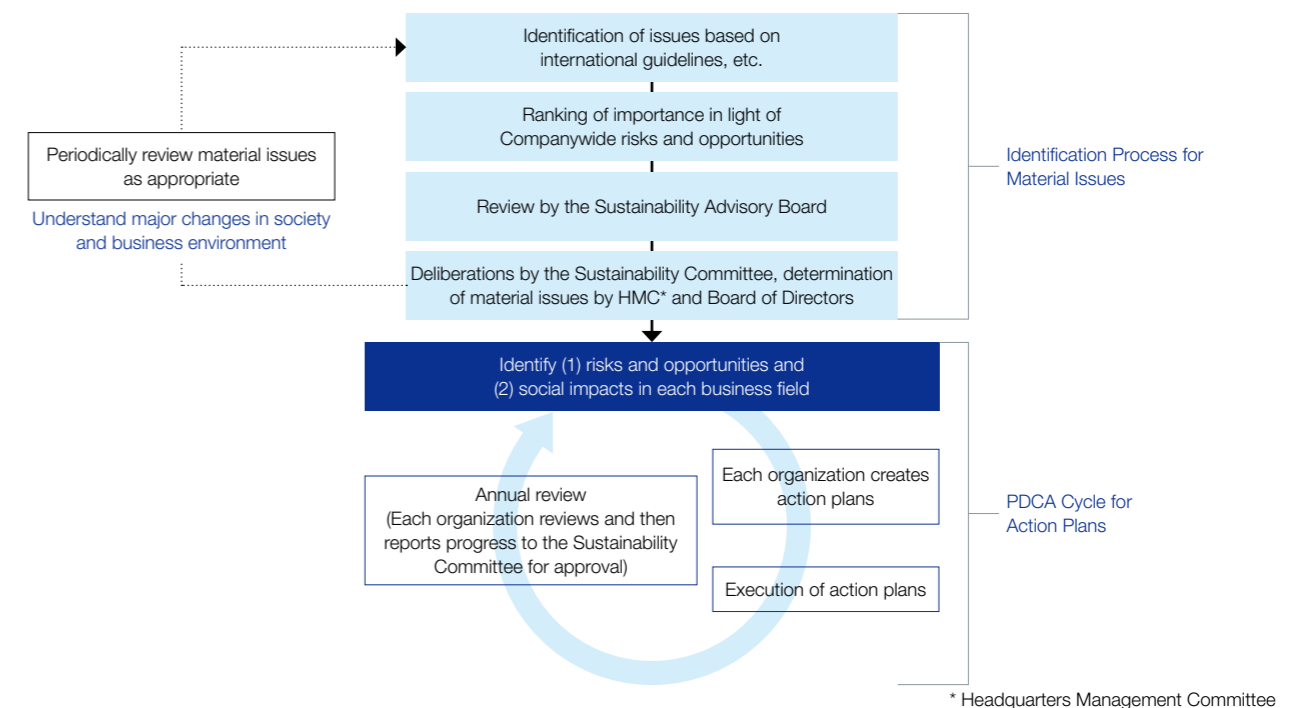 Identification of issues based on
international guidelines, etc.
Ranking of importance in light of
Companywide risks and opportunities
Periodically review material issues
as appropriate
Understand major changes in society
and business environment
Review by the Sustainability Advisory Board
Deliberations by the Sustainability Committee, determination
of material issues by HMC* and Board of Directors
Identification Process for
Material Issues
Identify (1) risks and opportunities and
(2) social impacts in each business field
Each organization creates
action plans
Execution of action plans
Annual review
(Each organization reviews and then
reports progress to the Sustainability
Committee for approval)
PDCA Cycle for
Action Plans
* Headquarters Management Committee